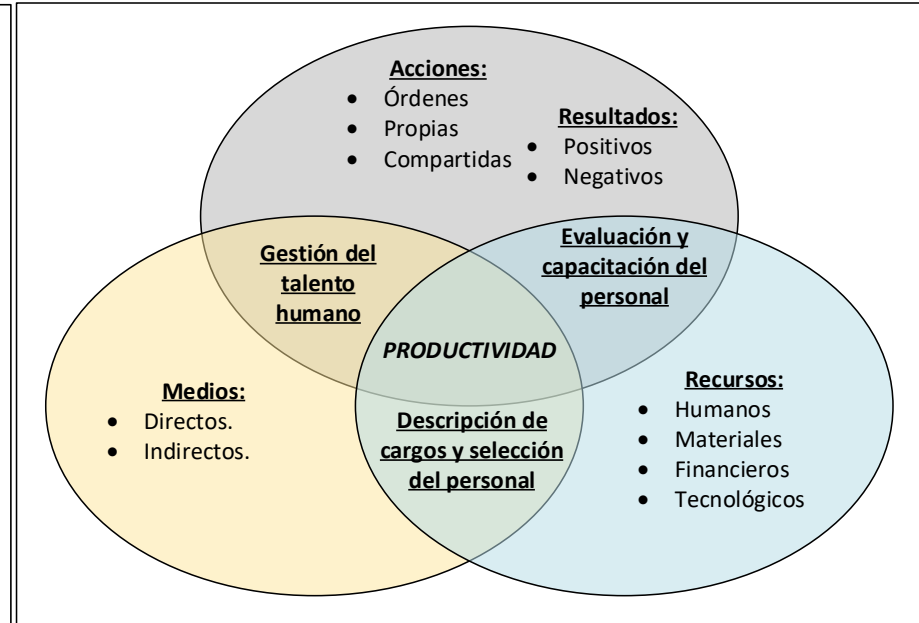 Acciones:
• Órdenes
• Propias
• Compartidas
Resultados:
• Positivos
• Negativos
Gestión del
talento
humano
Evaluación y
capacitación del
personal
PRODUCTIVIDAD
Medios:
• Directos.
• Indirectos.
Descripción de
cargos y selección
del personal
Recursos:
• Humanos
• Materiales
• Financieros
• Tecnológicos